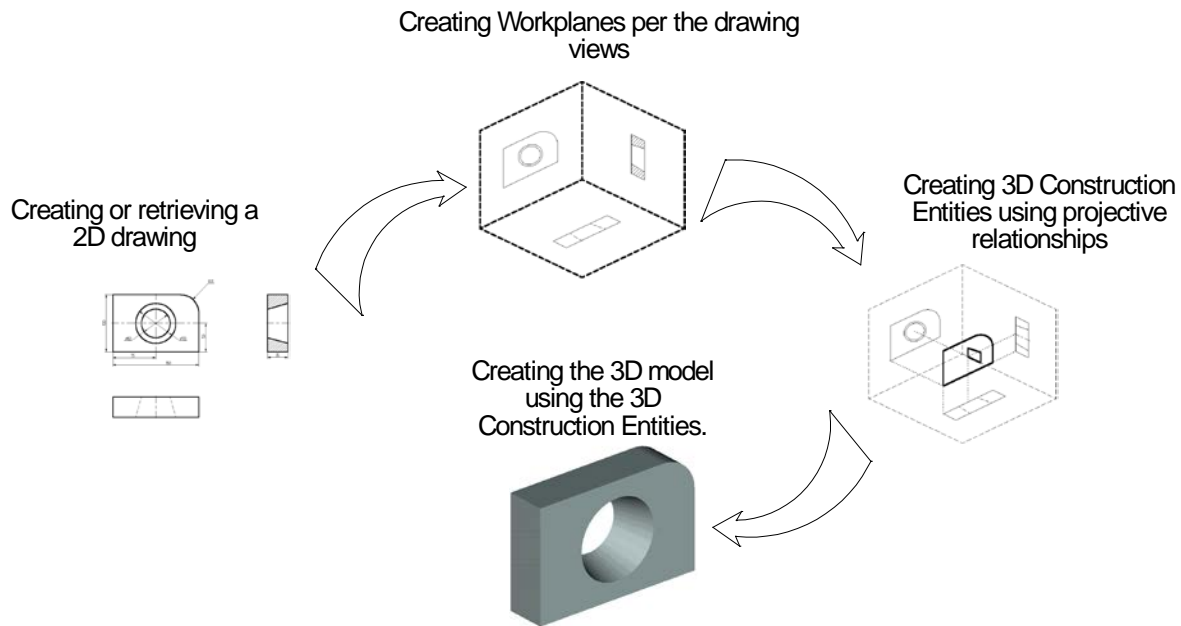 Creating Workplanes per the drawing
views
Creating or retrieving a
2D drawing
Creating 3D Construction
Entities using projective
relationships
Creating the 3D model
using the 3D
Construction Entities.